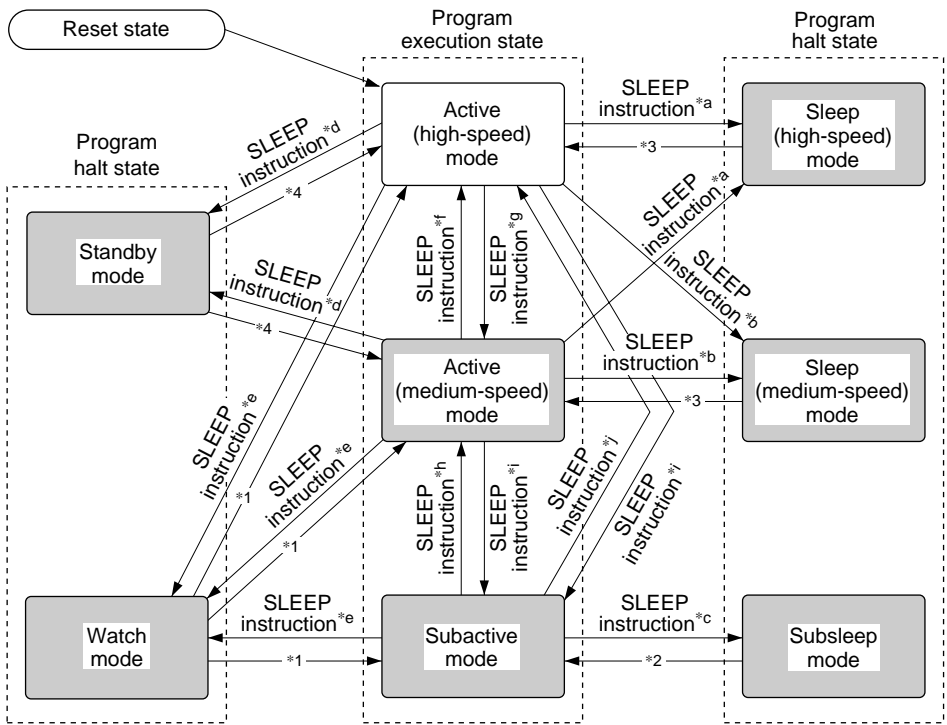 Reset state
Program
execution state
Program
halt state
Program
halt state
Active
(high-speed)
mode
SLEEP
instruction*a
*3
Sleep
(high-speed)
mode
SLEEP
instruction*d
*4
Standby
mode
SLEEP
instruction*d
*4
SLEEP
instruction*f
SLEEP
instruction*g
SLEEP
instruction*a
SLEEP
instruction*b
Active
(medium-speed)
mode
SLEEP
instruction*b
*3
Sleep
(medium-speed)
mode
SLEEP
instruction*e
*1
SLEEP
instruction*e
*1
SLEEP
instruction*h
SLEEP
instruction*i
SLEEP
instruction*j
SLEEP
instruction*i
Watch
mode
SLEEP
instruction*e
*1
Subactive
mode
SLEEP
instruction*c
*2
Subsleep
mode